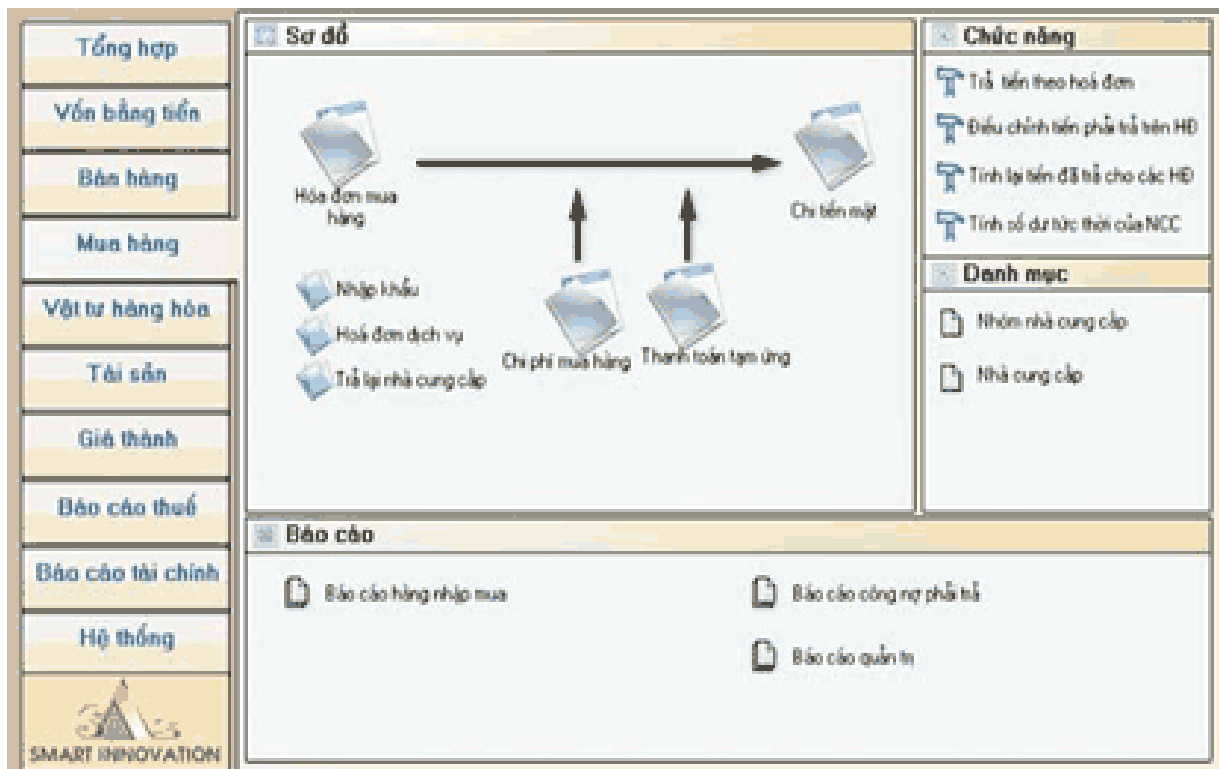 Tổng hợp
Vốn bằng tiền
Bán hàng
Mua hàng
Vật tư hàng hóa
Tài sản
Giá thành
Báo cáo thuế
Báo cáo tài chính
Hệ thống
SMART INNOVATION
Sơ đồ
Hóa đơn mua
hàng
Chi tiền mặt
Nhập khẩu
Hoá đơn dịch vụ
Trả lại nhà cung cấp
Chi phí mua hàng
Thanh toán tạm ứng
Chức năng
Trả tiền theo hoá đơn
Điều chỉnh tiền phải trả trên HĐ
Tính lại tiền đã trả cho các HĐ
Tính số dư tức thời của NCC
Danh mục
Nhóm nhà cung cấp
Nhà cung cấp
Báo cáo
Báo cáo hàng nhập mua
Báo cáo công nợ phải trả
Báo cáo quản trị